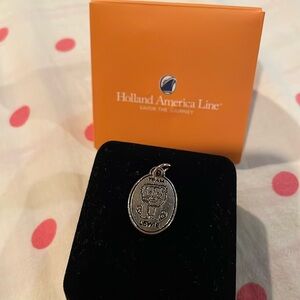 Holland America Line®
SAVOR THE JOURNEY